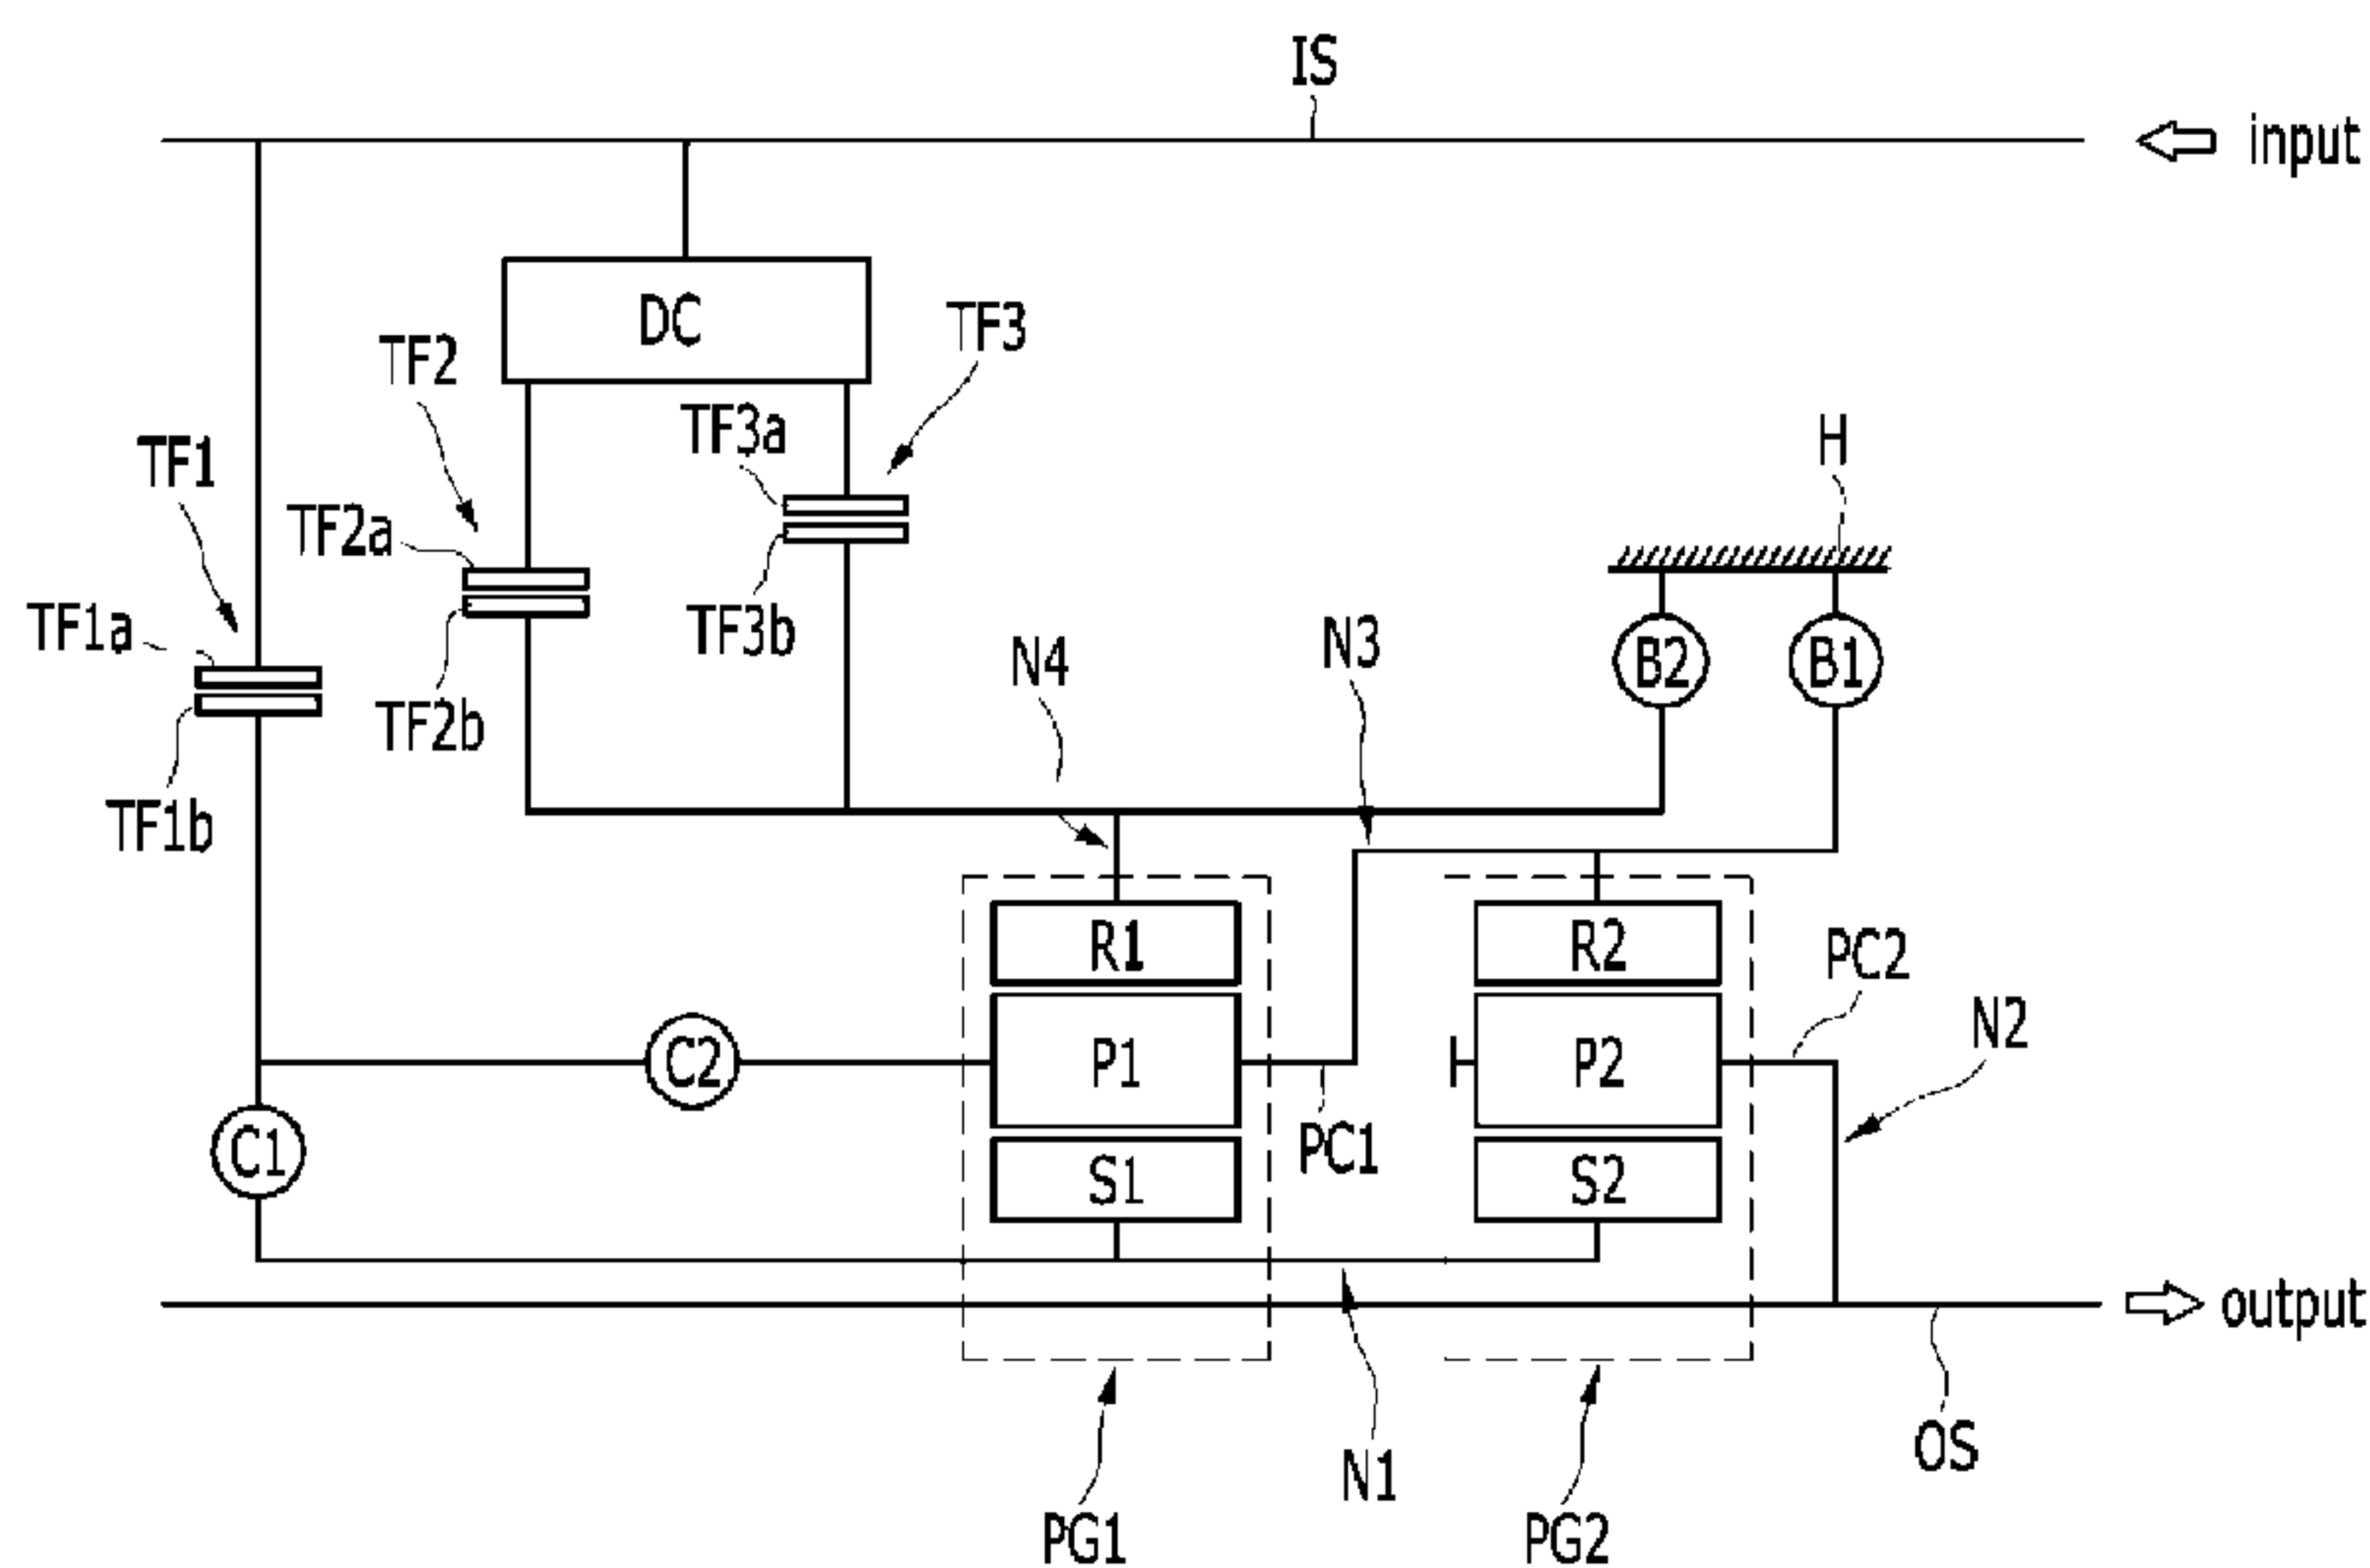 IS
input
DC
TF3
TF2
TF3a
H
TF1
TF2a
TF1a
TF3b
N4
N3
B2
B1
TF2b
TF1b
R1
R2
PC2
N2
C2
P1
P2
C1
PC1
S1
S2
output
N1
OS
PG1
PG2